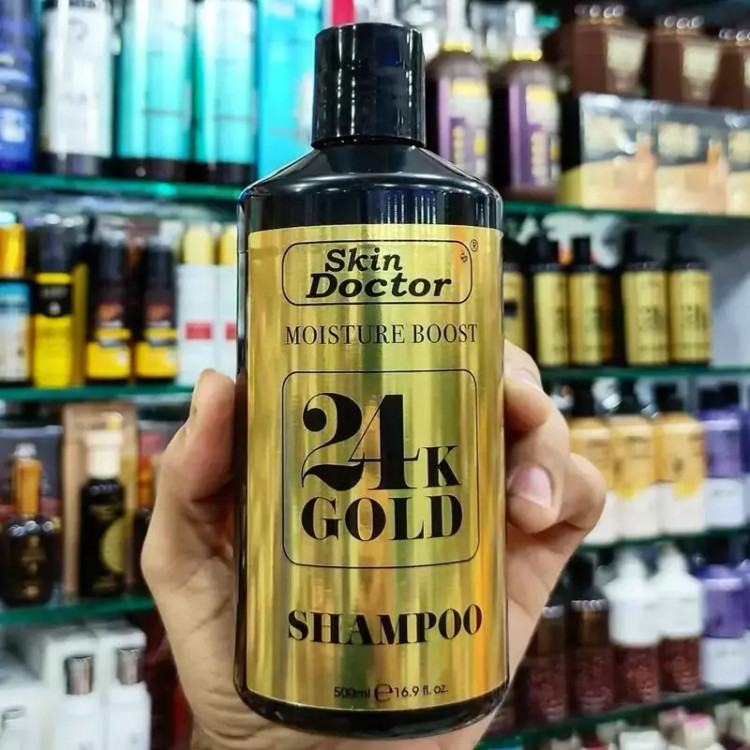 Skin
Doctor
®
MOISTURE BOOST
24K
GOLD
SHAMPOO
500ml ℮ 16.9 fl. oz.